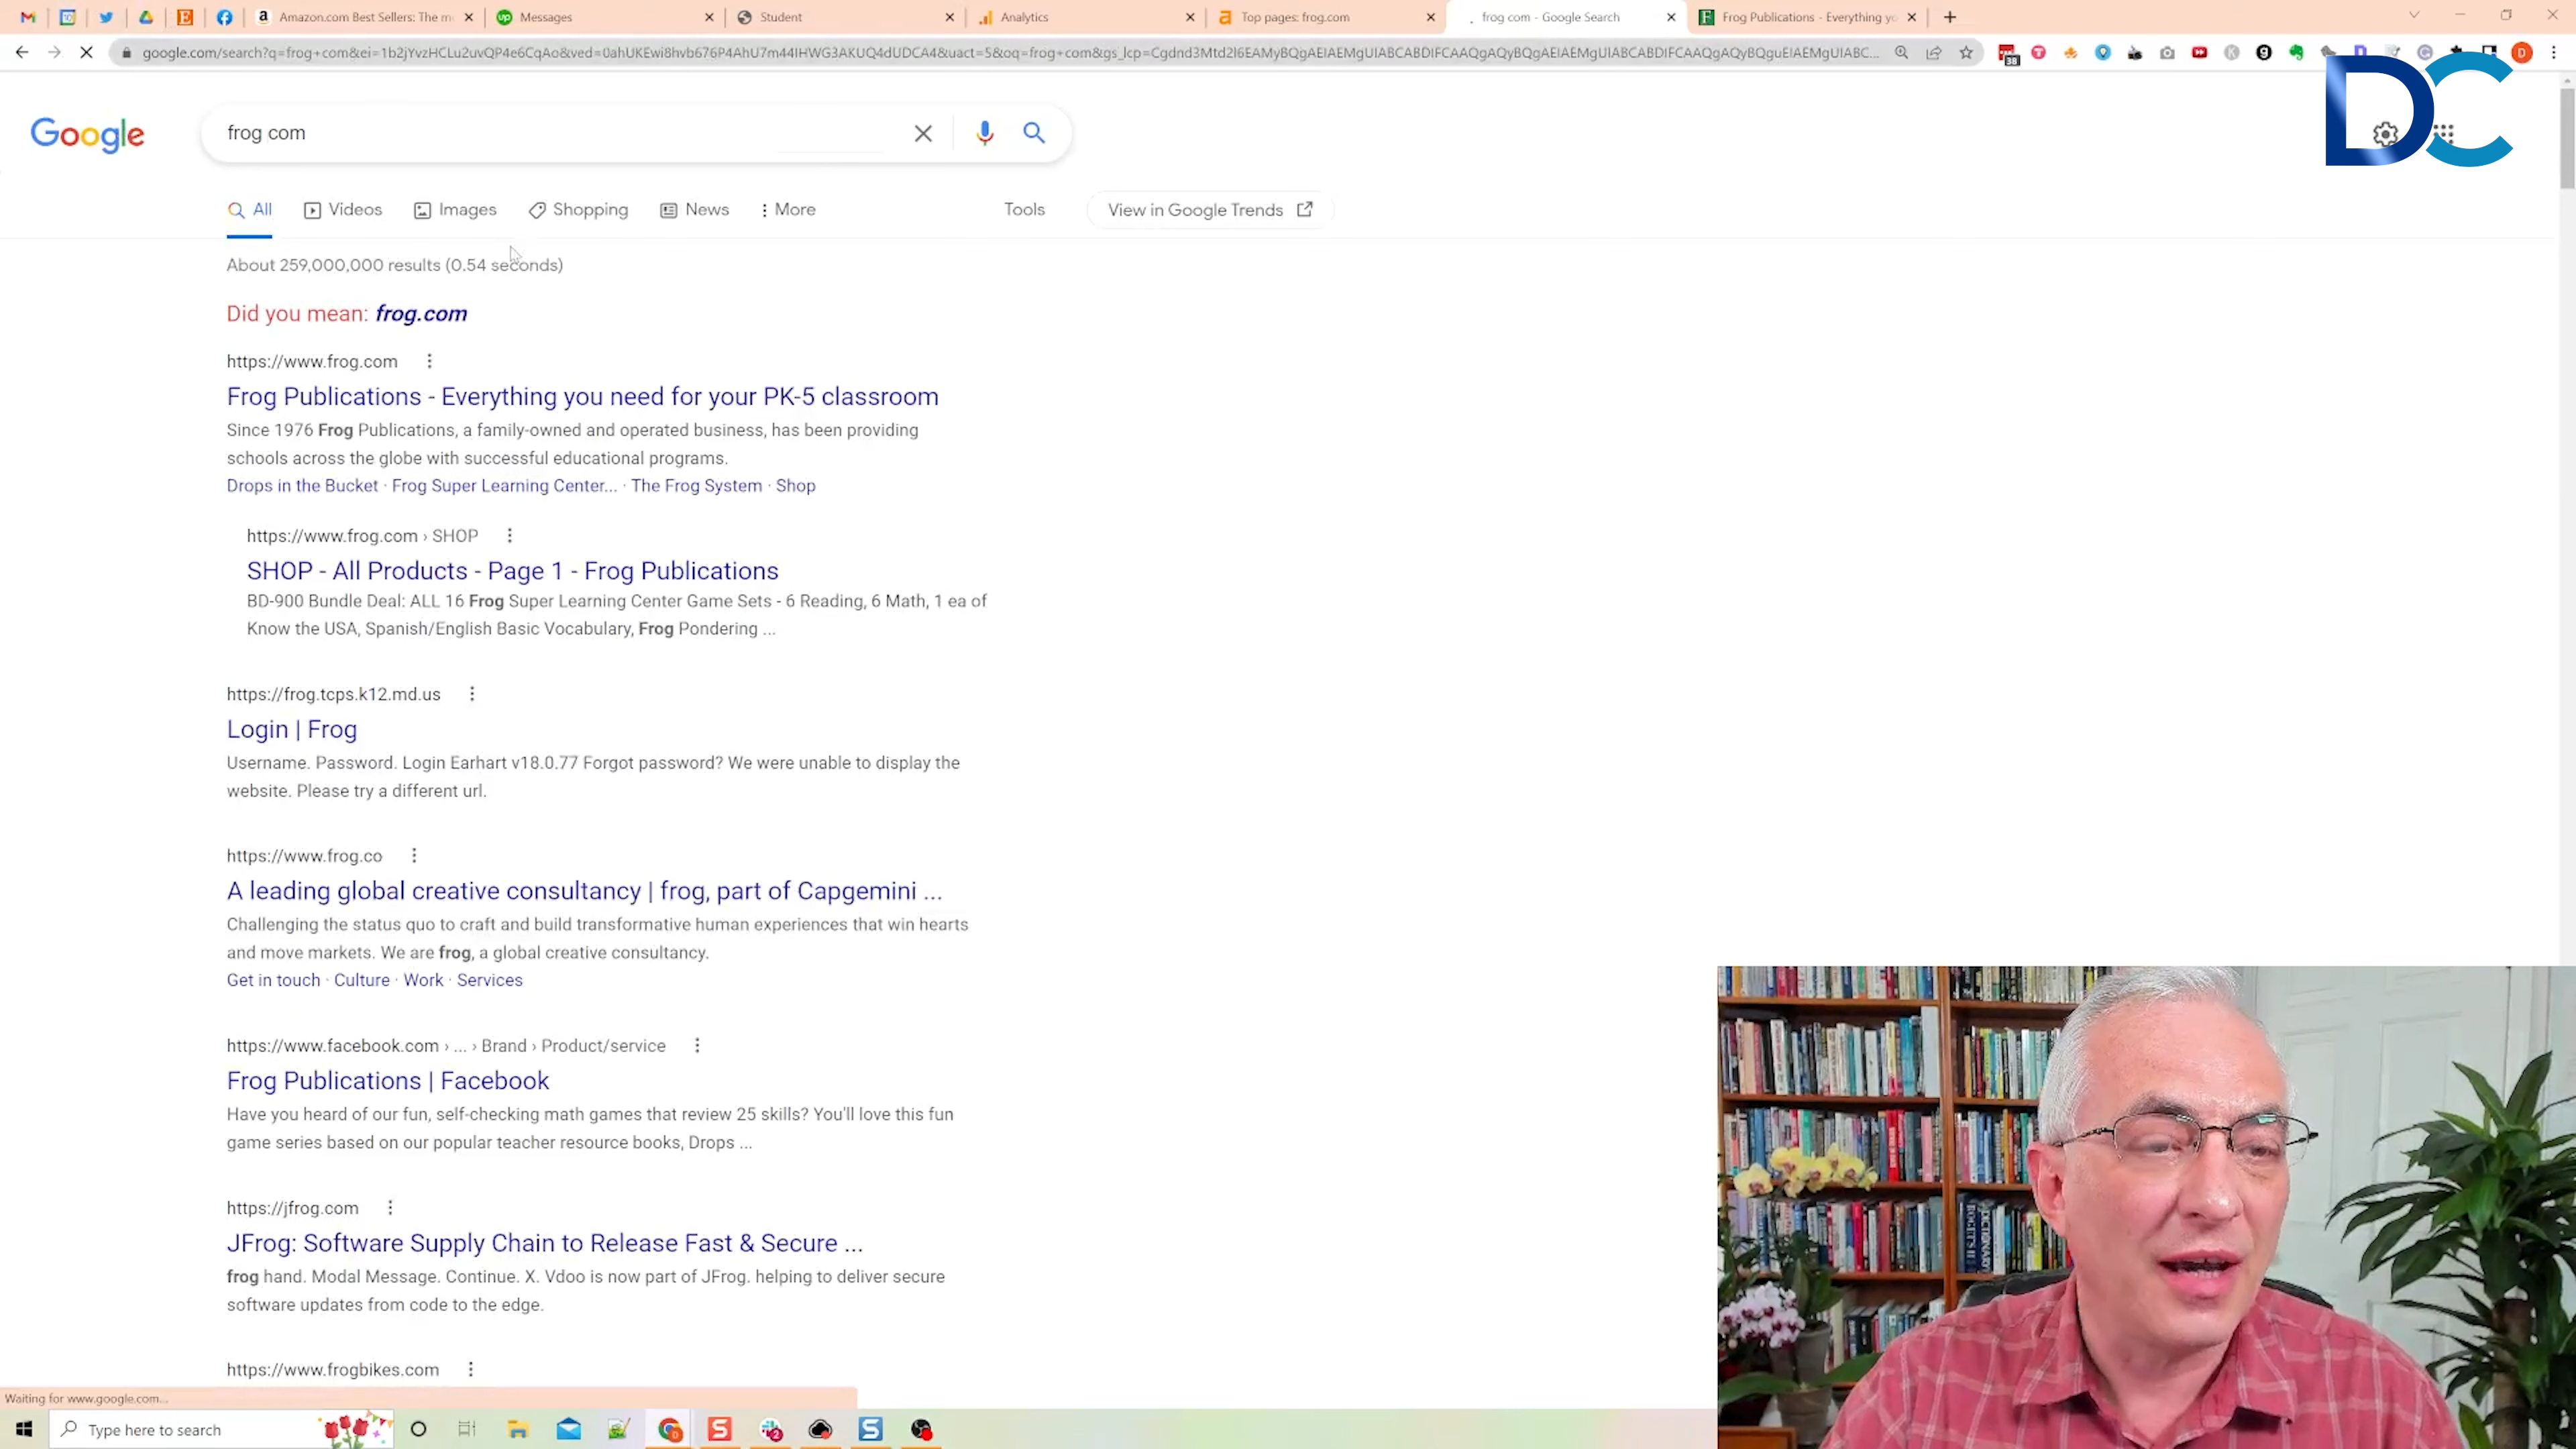 Amazon.com Best Sellers: The m
Messages
Student
Analytics
Top pages: frog.com
frog com - Google Search
Frog Publications - Everything yo
38
D
DC
Google
frog com
All
Videos
Images
Shopping
News
More
Tools
View in Google Trends
About 259,000,000 results (0.54 seconds)
Did you mean: frog.com
https://www.frog.com
Frog Publications - Everything you need for your PK-5 classroom
Since 1976 Frog Publications, a family-owned and operated business, has been providing
schools across the globe with successful educational programs.
Drops in the Bucket · Frog Super Learning Center... · The Frog System · Shop
https://www.frog.com › SHOP
SHOP - All Products - Page 1 - Frog Publications
BD-900 Bundle Deal: ALL 16 Frog Super Learning Center Game Sets - 6 Reading, 6 Math, 1 ea of
Know the USA, Spanish/English Basic Vocabulary, Frog Pondering ...
https://frog.tcps.k12.md.us
Login | Frog
Username. Password. Login Earhart v18.0.77 Forgot password? We were unable to display the
website. Please try a different url.
https://www.frog.co
A leading global creative consultancy | frog, part of Capgemini ...
Challenging the status quo to craft and build transformative human experiences that win hearts
and move markets. We are frog, a global creative consultancy.
Get in touch · Culture · Work · Services
https://www.facebook.com › ... › Brand › Product/service
Frog Publications | Facebook
Have you heard of our fun, self-checking math games that review 25 skills? You'll love this fun
game series based on our popular teacher resource books, Drops ...
https://jfrog.com
JFrog: Software Supply Chain to Release Fast & Secure ...
frog hand. Modal Message. Continue. X. Vdoo is now part of JFrog. helping to deliver secure
software updates from code to the edge.
https://www.frogbikes.com
Waiting for www.google.com...
Type here to search